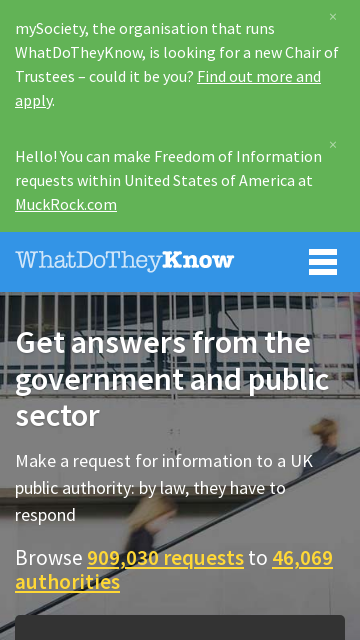 ×
mySociety, the organisation that runs
WhatDoTheyKnow, is looking for a new Chair of
Trustees – could it be you? Find out more and
apply.
×
Hello! You can make Freedom of Information
requests within United States of America at
MuckRock.com
WhatDoTheyKnow
Get answers from the
government and public
sector
Make a request for information to a UK
public authority: by law, they have to
respond
Browse 909,030 requests to 46,069
authorities